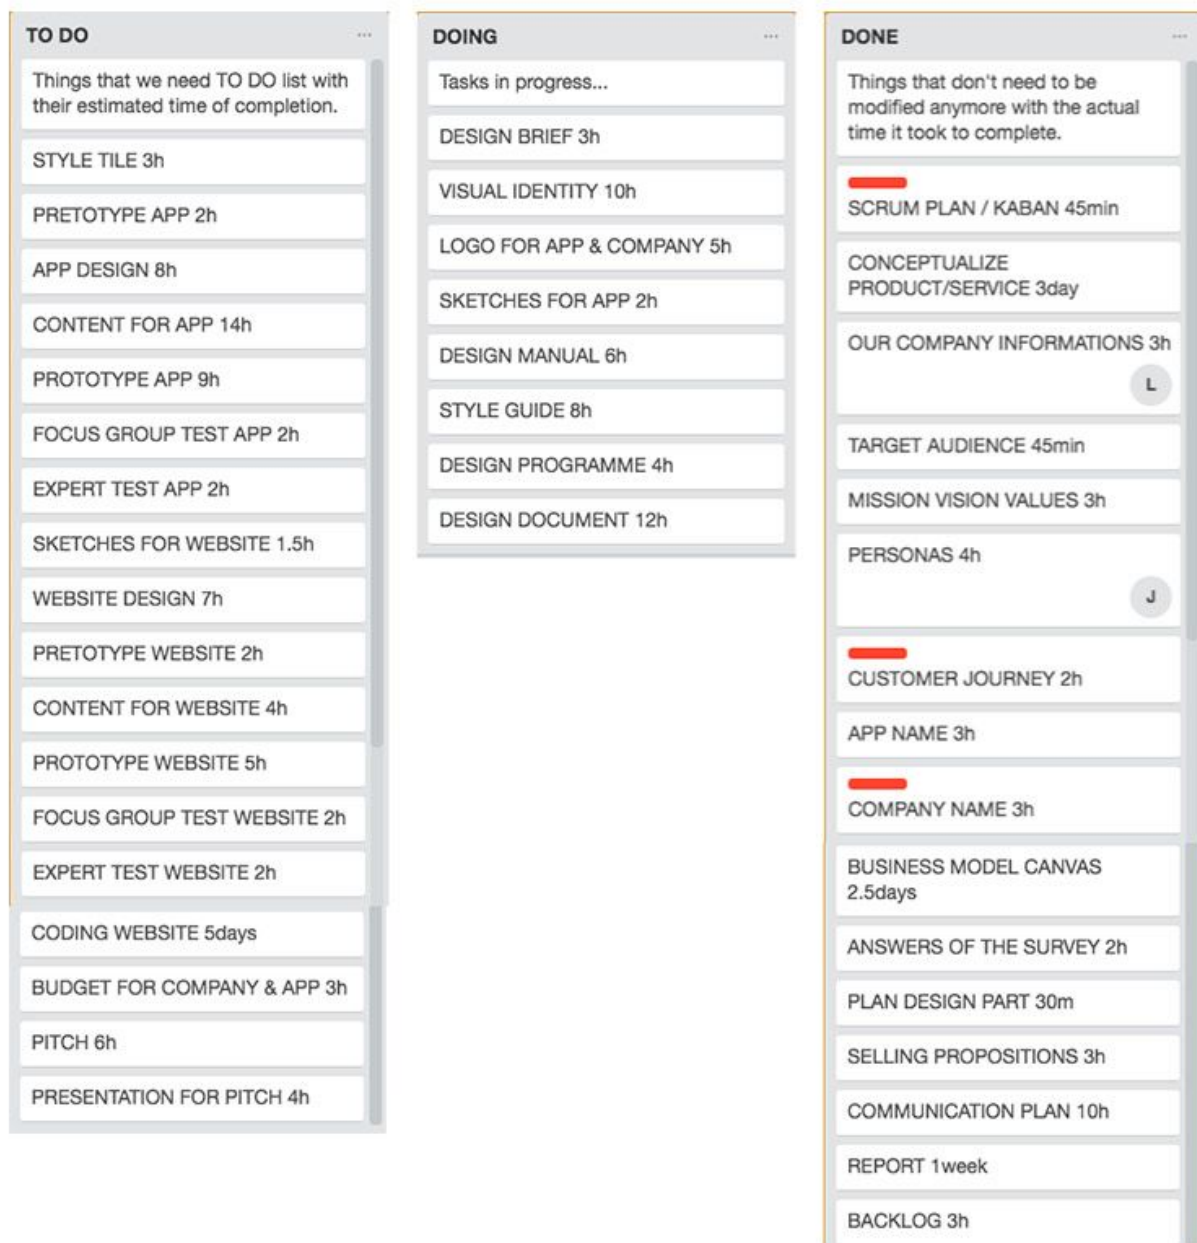 TO DO
...
Things that we need TO DO list with
their estimated time of completion.
STYLE TILE 3h
PRETOTYPE APP 2h
APP DESIGN 8h
CONTENT FOR APP 14h
PROTOTYPE APP 9h
FOCUS GROUP TEST APP 2h
EXPERT TEST APP 2h
SKETCHES FOR WEBSITE 1.5h
WEBSITE DESIGN 7h
PRETOTYPE WEBSITE 2h
CONTENT FOR WEBSITE 4h
PROTOTYPE WEBSITE 5h
FOCUS GROUP TEST WEBSITE 2h
EXPERT TEST WEBSITE 2h
CODING WEBSITE 5days
BUDGET FOR COMPANY & APP 3h
PITCH 6h
PRESENTATION FOR PITCH 4h
DOING
...
Tasks in progress...
DESIGN BRIEF 3h
VISUAL IDENTITY 10h
LOGO FOR APP & COMPANY 5h
SKETCHES FOR APP 2h
DESIGN MANUAL 6h
STYLE GUIDE 8h
DESIGN PROGRAMME 4h
DESIGN DOCUMENT 12h
DONE
...
Things that don't need to be
modified anymore with the actual
time it took to complete.
SCRUM PLAN / KABAN 45min
CONCEPTUALIZE
PRODUCT/SERVICE 3day
OUR COMPANY INFORMATIONS 3h
L
TARGET AUDIENCE 45min
MISSION VISION VALUES 3h
PERSONAS 4h
J
CUSTOMER JOURNEY 2h
APP NAME 3h
COMPANY NAME 3h
BUSINESS MODEL CANVAS
2.5days
ANSWERS OF THE SURVEY 2h
PLAN DESIGN PART 30m
SELLING PROPOSITIONS 3h
COMMUNICATION PLAN 10h
REPORT 1week
BACKLOG 3h